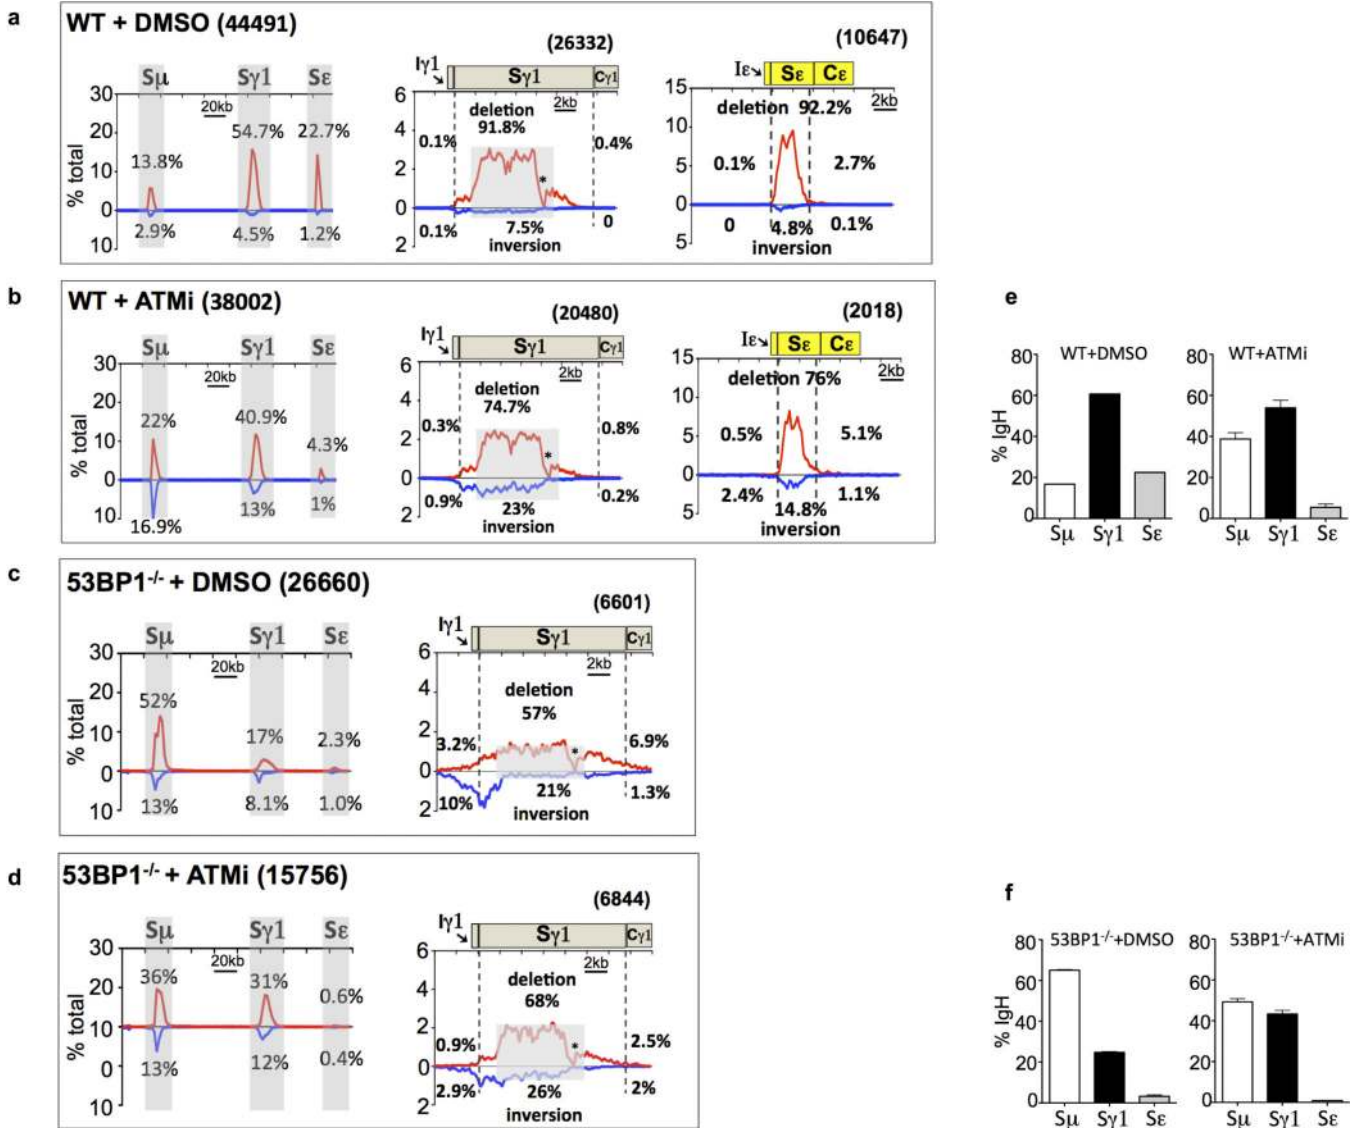 a
WT + DMSO (44491)
Sμ Sγ1 Sε
30
20
10
0
10
% total
20kb
13.8% 54.7% 22.7%
2.9% 4.5% 1.2%
(26332)
Iγ1
Sγ1 Cγ1
6
4
2
0
2
2kb
deletion
91.8%
0.1% 0.4%
*
0.1% 7.5% 0
inversion
(10647)
Iε Sε Cε
15
10
5
0
5
deletion 92.2%
2kb
0.1% 2.7%
0 4.8% 0.1%
inversion
b
WT + ATMi (38002)
Sμ Sγ1 Sε
30
20
10
0
10
% total
20kb
22% 40.9% 4.3%
16.9% 13% 1%
(20480)
Iγ1
Sγ1 Cγ1
6
4
2
0
2
2kb
deletion
74.7%
0.3% 0.8%
*
0.9% 23% 0.2%
inversion
(2018)
Iε Sε Cε
15
10
5
0
5
deletion 76%
2kb
0.5% 5.1%
2.4% 14.8% 1.1%
inversion
c
53BP1-/- + DMSO (26660)
Sμ Sγ1 Sε
30
20
10
0
10
% total
20kb
52% 17% 2.3%
13% 8.1% 1.0%
(6601)
Iγ1
Sγ1 Cγ1
6
4
2
0
2
2kb
deletion
57%
3.2% 6.9%
*
10% 21% 1.3%
inversion
d
53BP1-/- + ATMi (15756)
Sμ Sγ1 Sε
30
20
10
10
0
10
% total
20kb
36% 31% 0.6%
13% 12% 0.4%
(6844)
Iγ1
Sγ1 Cγ1
6
4
2
0
2
2kb
deletion
68%
0.9% 2.5%
*
2.9% 26% 2%
inversion
e
WT+DMSO
80
60
40
20
0
% IgH
Sμ Sγ1 Sε
WT+ATMi
80
60
40
20
0
Sμ Sγ1 Sε
f
53BP1-/-+DMSO
80
60
40
20
0
% IgH
Sμ Sγ1 Sε
53BP1-/-+ATMi
80
60
40
20
0
Sμ Sγ1 Sε